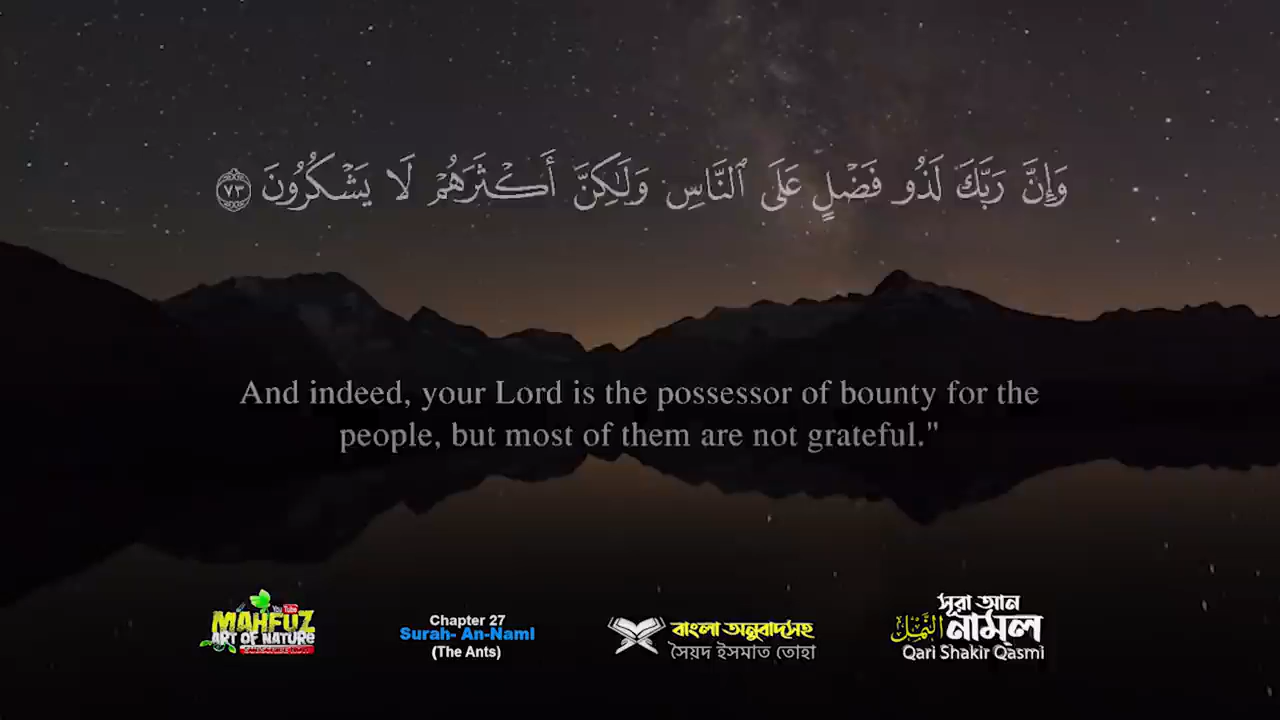 وَإِنَّ رَبَّكَ لَذُو فَضْلٍ عَلَى ٱلنَّاسِ وَلَـٰكِنَّ أَكْثَرَهُمْ لَا يَشْكُرُونَ ٧٣
And indeed, your Lord is the possessor of bounty for the
people, but most of them are not grateful."
MAHFUZ
ART OF NATURE
SUBSCRIBE NOW
Chapter 27
Surah- An-Naml
(The Ants)
বাংলা অনুবাদসহ
সৈয়দ ইসমাত তোহা
সূরা আন
النَّمْل নামল
Qari Shakir Qasmi